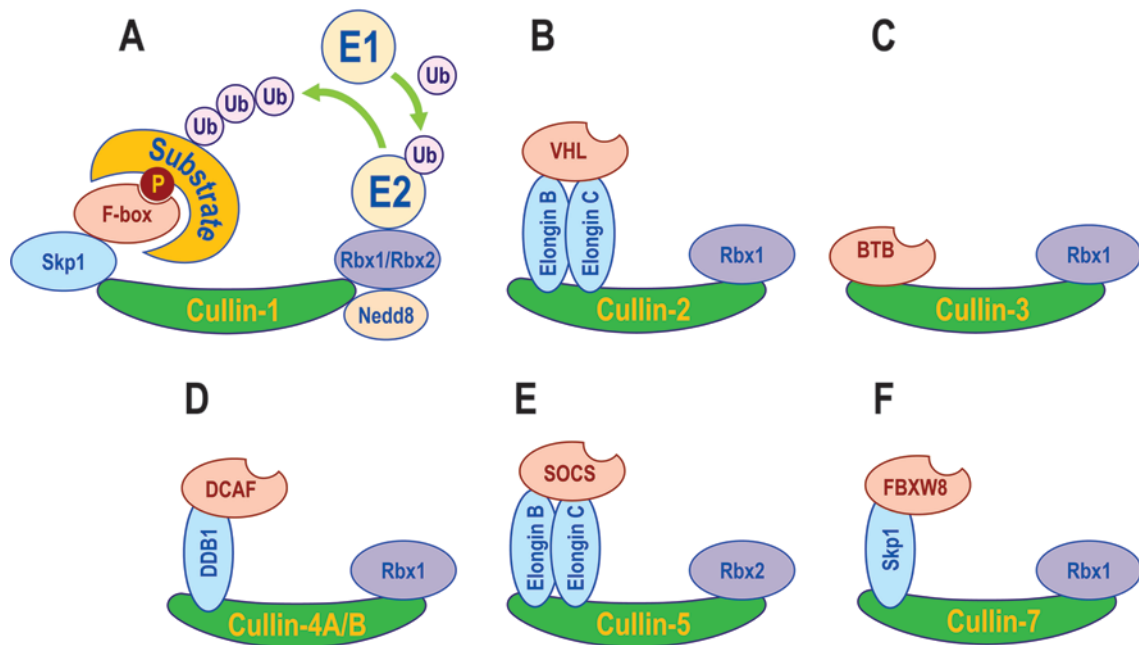 A
E1
Ub
Ub
Ub
Ub
Ub
Substrate
P
F-box
E2
Skp1
Rbx1/Rbx2
Cullin-1
Nedd8
B
VHL
Elongin B
Elongin C
Rbx1
Cullin-2
C
BTB
Rbx1
Cullin-3
D
DCAF
DDB1
Rbx1
Cullin-4A/B
E
SOCS
Elongin B
Elongin C
Rbx2
Cullin-5
F
FBXW8
Skp1
Rbx1
Cullin-7